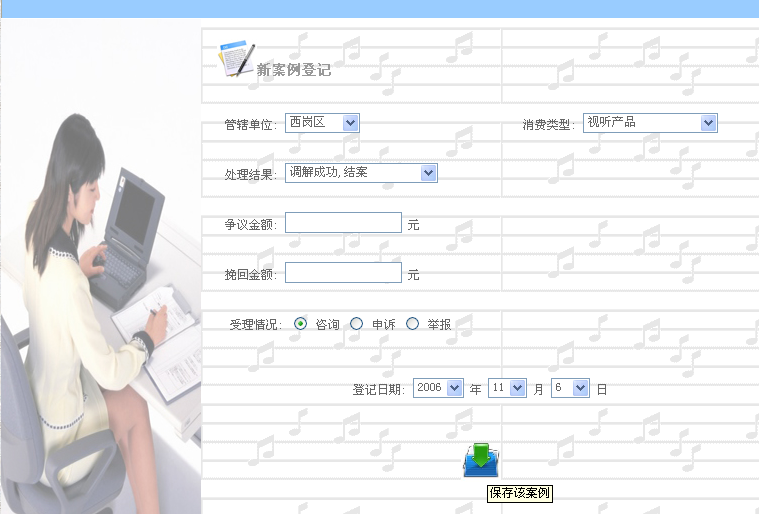 新案例登记
管辖单位: 西岗区 消费类型: 视听产品
处理结果: 调解成功,结案
争议金额: 元
挽回金额: 元
受理情况: 咨询 申诉 举报
登记日期: 2006 年 11 月 6 日
保存该案例